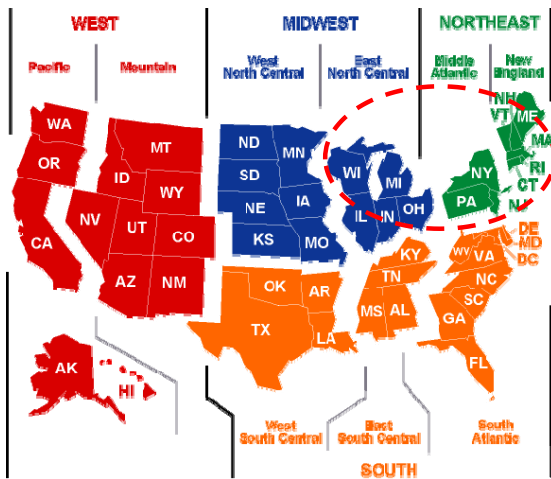 WEST MIDWEST NORTHEAST
Pacific Mountain West North Central East North Central Middle Atlantic New England
WA
OR
CA
NV
ID
MT
WY
UT
CO
AZ
NM
AK
HI
ND
SD
NE
KS
MN
IA
MO
WI
MI
IL
IN
OH
NH
VT
ME
MA
RI
CT
NY
PA
NJ
OK
TX
AR
LA
KY
TN
MS
AL
DE
MD
DC
WV
VA
NC
SC
GA
FL
West South Central East South Central South Atlantic
SOUTH